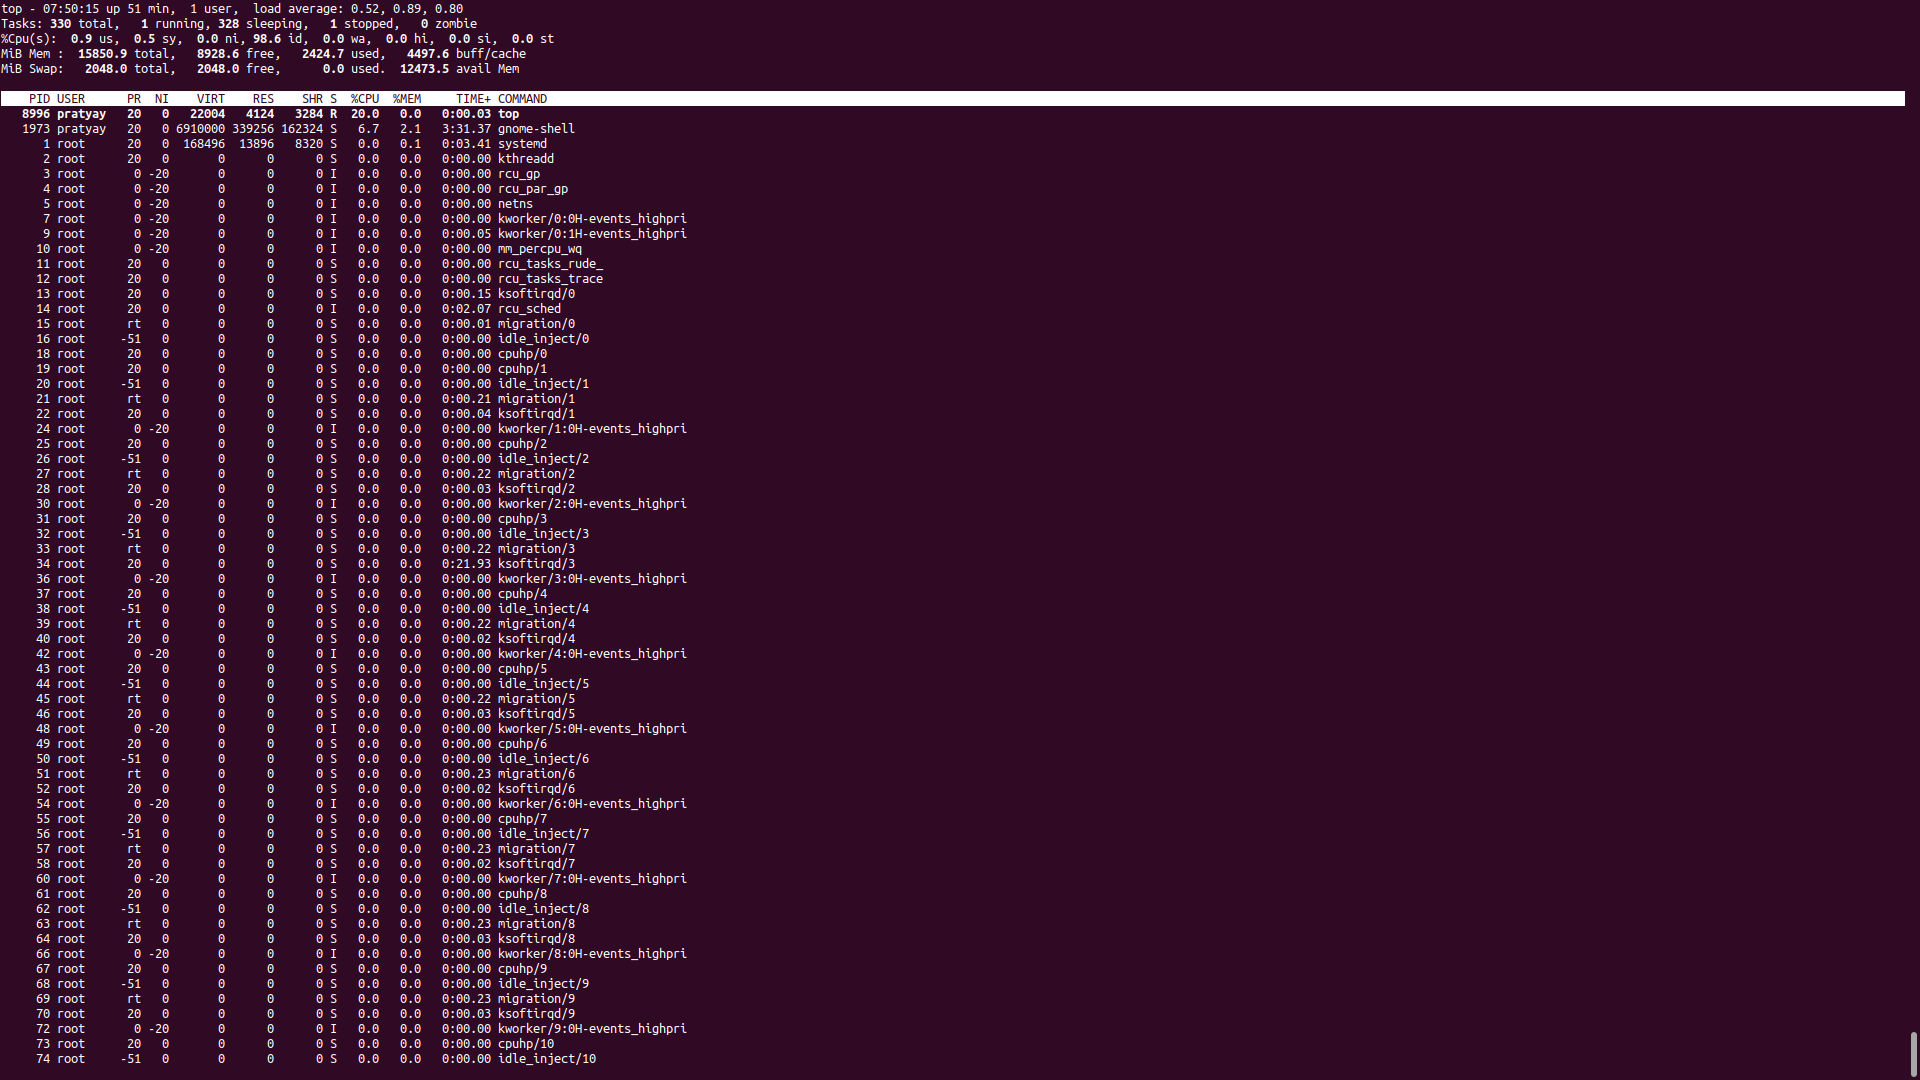 top - 07:50:15 up 51 min,  1 user,  load average: 0.52, 0.89, 0.80
Tasks: 330 total,   1 running, 328 sleeping,   1 stopped,   0 zombie
%Cpu(s):  0.9 us,  0.5 sy,  0.0 ni, 98.6 id,  0.0 wa,  0.0 hi,  0.0 si,  0.0 st
MiB Mem :  15850.9 total,   8928.6 free,   2424.7 used,   4497.6 buff/cache
MiB Swap:   2048.0 total,   2048.0 free,      0.0 used.  12473.5 avail Mem
PID USER PR NI VIRT RES SHR S %CPU %MEM TIME+ COMMAND
8996 pratyay 20 0 22004 4124 3284 R 20.0 0.0 0:00.03 top
1973 pratyay 20 0 6910000 339256 162324 S 6.7 2.1 3:31.37 gnome-shell
1 root 20 0 168496 13896 8320 S 0.0 0.1 0:03.41 systemd
2 root 20 0 0 0 0 S 0.0 0.0 0:00.00 kthreadd
3 root 0 -20 0 0 0 I 0.0 0.0 0:00.00 rcu_gp
4 root 0 -20 0 0 0 I 0.0 0.0 0:00.00 rcu_par_gp
5 root 0 -20 0 0 0 I 0.0 0.0 0:00.00 netns
7 root 0 -20 0 0 0 I 0.0 0.0 0:00.00 kworker/0:0H-events_highpri
9 root 0 -20 0 0 0 I 0.0 0.0 0:00.05 kworker/0:1H-events_highpri
10 root 0 -20 0 0 0 I 0.0 0.0 0:00.00 mm_percpu_wq
11 root 20 0 0 0 0 S 0.0 0.0 0:00.00 rcu_tasks_rude_
12 root 20 0 0 0 0 S 0.0 0.0 0:00.00 rcu_tasks_trace
13 root 20 0 0 0 0 S 0.0 0.0 0:00.15 ksoftirqd/0
14 root 20 0 0 0 0 I 0.0 0.0 0:02.07 rcu_sched
15 root rt 0 0 0 0 S 0.0 0.0 0:00.01 migration/0
16 root -51 0 0 0 0 S 0.0 0.0 0:00.00 idle_inject/0
18 root 20 0 0 0 0 S 0.0 0.0 0:00.00 cpuhp/0
19 root 20 0 0 0 0 S 0.0 0.0 0:00.00 cpuhp/1
20 root -51 0 0 0 0 S 0.0 0.0 0:00.00 idle_inject/1
21 root rt 0 0 0 0 S 0.0 0.0 0:00.21 migration/1
22 root 20 0 0 0 0 S 0.0 0.0 0:00.04 ksoftirqd/1
24 root 0 -20 0 0 0 I 0.0 0.0 0:00.00 kworker/1:0H-events_highpri
25 root 20 0 0 0 0 S 0.0 0.0 0:00.00 cpuhp/2
26 root -51 0 0 0 0 S 0.0 0.0 0:00.00 idle_inject/2
27 root rt 0 0 0 0 S 0.0 0.0 0:00.22 migration/2
28 root 20 0 0 0 0 S 0.0 0.0 0:00.03 ksoftirqd/2
30 root 0 -20 0 0 0 I 0.0 0.0 0:00.00 kworker/2:0H-events_highpri
31 root 20 0 0 0 0 S 0.0 0.0 0:00.00 cpuhp/3
32 root -51 0 0 0 0 S 0.0 0.0 0:00.00 idle_inject/3
33 root rt 0 0 0 0 S 0.0 0.0 0:00.22 migration/3
34 root 20 0 0 0 0 S 0.0 0.0 0:21.93 ksoftirqd/3
36 root 0 -20 0 0 0 I 0.0 0.0 0:00.00 kworker/3:0H-events_highpri
37 root 20 0 0 0 0 S 0.0 0.0 0:00.00 cpuhp/4
38 root -51 0 0 0 0 S 0.0 0.0 0:00.00 idle_inject/4
39 root rt 0 0 0 0 S 0.0 0.0 0:00.22 migration/4
40 root 20 0 0 0 0 S 0.0 0.0 0:00.02 ksoftirqd/4
42 root 0 -20 0 0 0 I 0.0 0.0 0:00.00 kworker/4:0H-events_highpri
43 root 20 0 0 0 0 S 0.0 0.0 0:00.00 cpuhp/5
44 root -51 0 0 0 0 S 0.0 0.0 0:00.00 idle_inject/5
45 root rt 0 0 0 0 S 0.0 0.0 0:00.22 migration/5
46 root 20 0 0 0 0 S 0.0 0.0 0:00.03 ksoftirqd/5
48 root 0 -20 0 0 0 I 0.0 0.0 0:00.00 kworker/5:0H-events_highpri
49 root 20 0 0 0 0 S 0.0 0.0 0:00.00 cpuhp/6
50 root -51 0 0 0 0 S 0.0 0.0 0:00.00 idle_inject/6
51 root rt 0 0 0 0 S 0.0 0.0 0:00.23 migration/6
52 root 20 0 0 0 0 S 0.0 0.0 0:00.02 ksoftirqd/6
54 root 0 -20 0 0 0 I 0.0 0.0 0:00.00 kworker/6:0H-events_highpri
55 root 20 0 0 0 0 S 0.0 0.0 0:00.00 cpuhp/7
56 root -51 0 0 0 0 S 0.0 0.0 0:00.00 idle_inject/7
57 root rt 0 0 0 0 S 0.0 0.0 0:00.23 migration/7
58 root 20 0 0 0 0 S 0.0 0.0 0:00.02 ksoftirqd/7
60 root 0 -20 0 0 0 I 0.0 0.0 0:00.00 kworker/7:0H-events_highpri
61 root 20 0 0 0 0 S 0.0 0.0 0:00.00 cpuhp/8
62 root -51 0 0 0 0 S 0.0 0.0 0:00.00 idle_inject/8
63 root rt 0 0 0 0 S 0.0 0.0 0:00.23 migration/8
64 root 20 0 0 0 0 S 0.0 0.0 0:00.03 ksoftirqd/8
66 root 0 -20 0 0 0 I 0.0 0.0 0:00.00 kworker/8:0H-events_highpri
67 root 20 0 0 0 0 S 0.0 0.0 0:00.00 cpuhp/9
68 root -51 0 0 0 0 S 0.0 0.0 0:00.00 idle_inject/9
69 root rt 0 0 0 0 S 0.0 0.0 0:00.23 migration/9
70 root 20 0 0 0 0 S 0.0 0.0 0:00.03 ksoftirqd/9
72 root 0 -20 0 0 0 I 0.0 0.0 0:00.00 kworker/9:0H-events_highpri
73 root 20 0 0 0 0 S 0.0 0.0 0:00.00 cpuhp/10
74 root -51 0 0 0 0 S 0.0 0.0 0:00.00 idle_inject/10